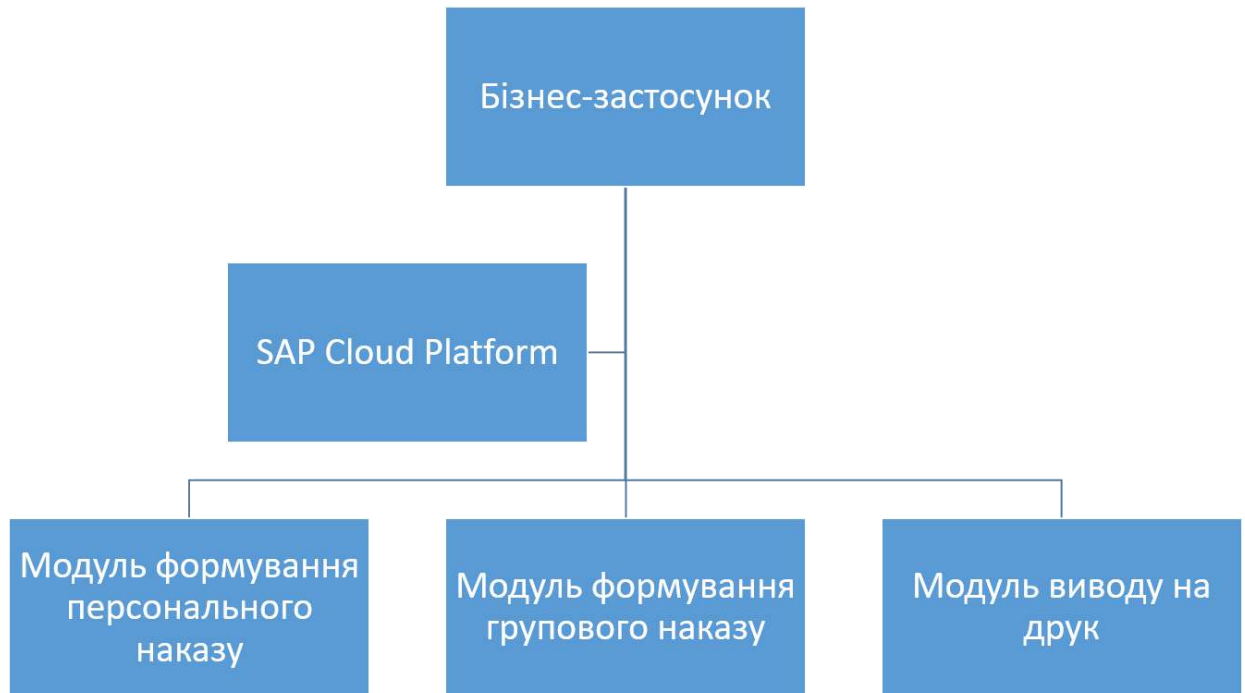 Бізнес-застосунок
SAP Cloud Platform
Модуль формування
персонального
наказу
Модуль формування
групового наказу
Модуль виводу на
друк